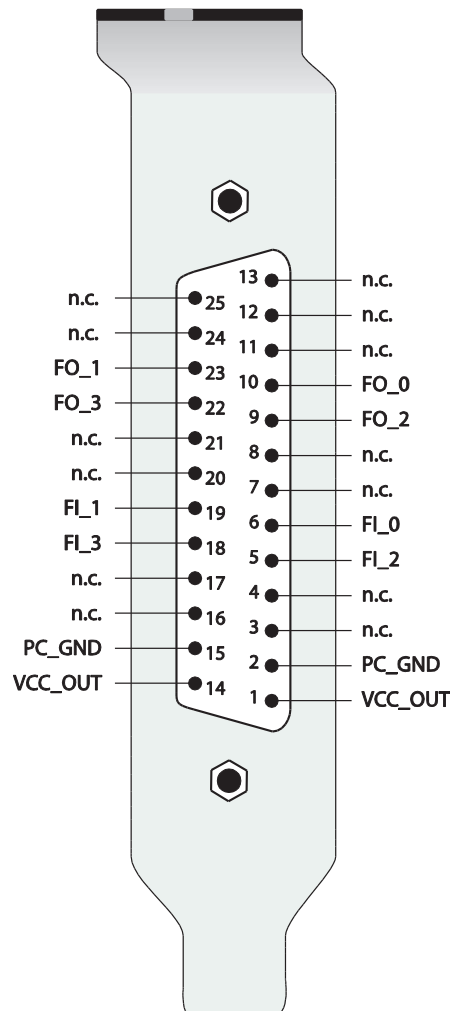 13 n.c.
n.c. 25
12 n.c.
n.c. 24
11 n.c.
FO_1 23
10 FO_0
FO_3 22
9 FO_2
n.c. 21
8 n.c.
n.c. 20
7 n.c.
FI_1 19
6 FI_0
FI_3 18
5 FI_2
n.c. 17
4 n.c.
n.c. 16
3 n.c.
PC_GND 15
2 PC_GND
VCC_OUT 14
1 VCC_OUT